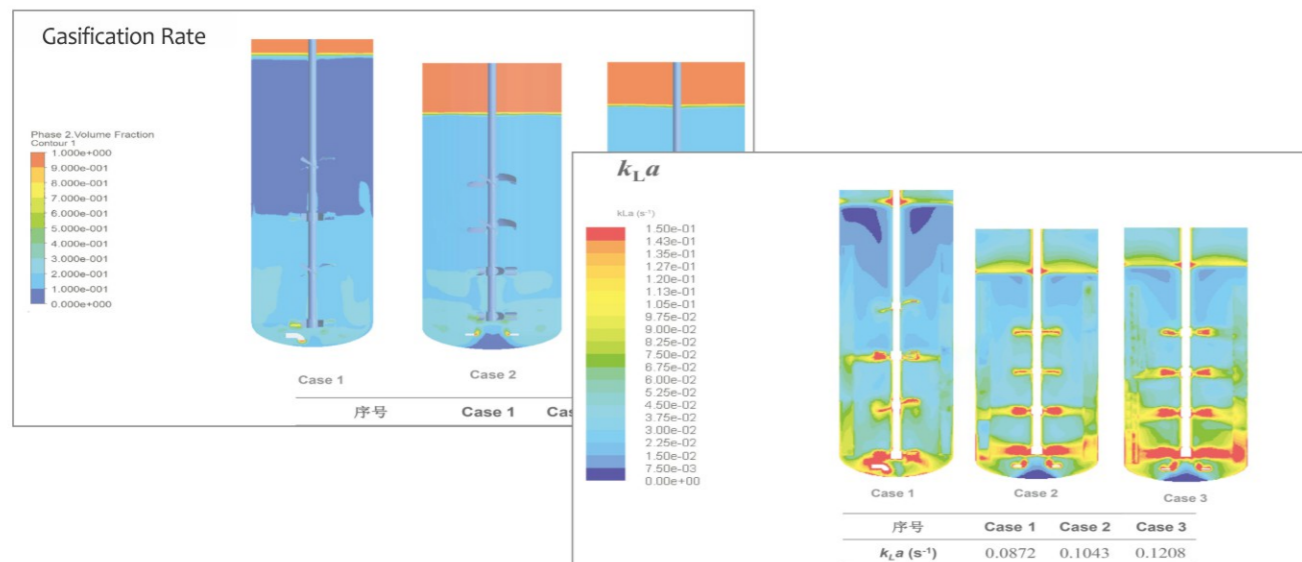 Gasification Rate
Phase 2.Volume Fraction
Contour 1
1.000e+000
9.000e-001
8.000e-001
7.000e-001
6.000e-001
5.000e-001
4.000e-001
3.000e-001
2.000e-001
1.000e-001
0.000e+000
Case 1
Case 2
序号 Case 1 Cas
kLa
kLa (s⁻¹)
1.50e-01
1.43e-01
1.35e-01
1.27e-01
1.20e-01
1.13e-01
1.05e-01
9.75e-02
9.00e-02
8.25e-02
7.50e-02
6.75e-02
6.00e-02
5.25e-02
4.50e-02
3.75e-02
3.00e-02
2.25e-02
1.50e-02
7.50e-03
0.00e+00
Case 1
Case 2
Case 3
序号 Case 1 Case 2 Case 3
kLa (s⁻¹) 0.0872 0.1043 0.1208